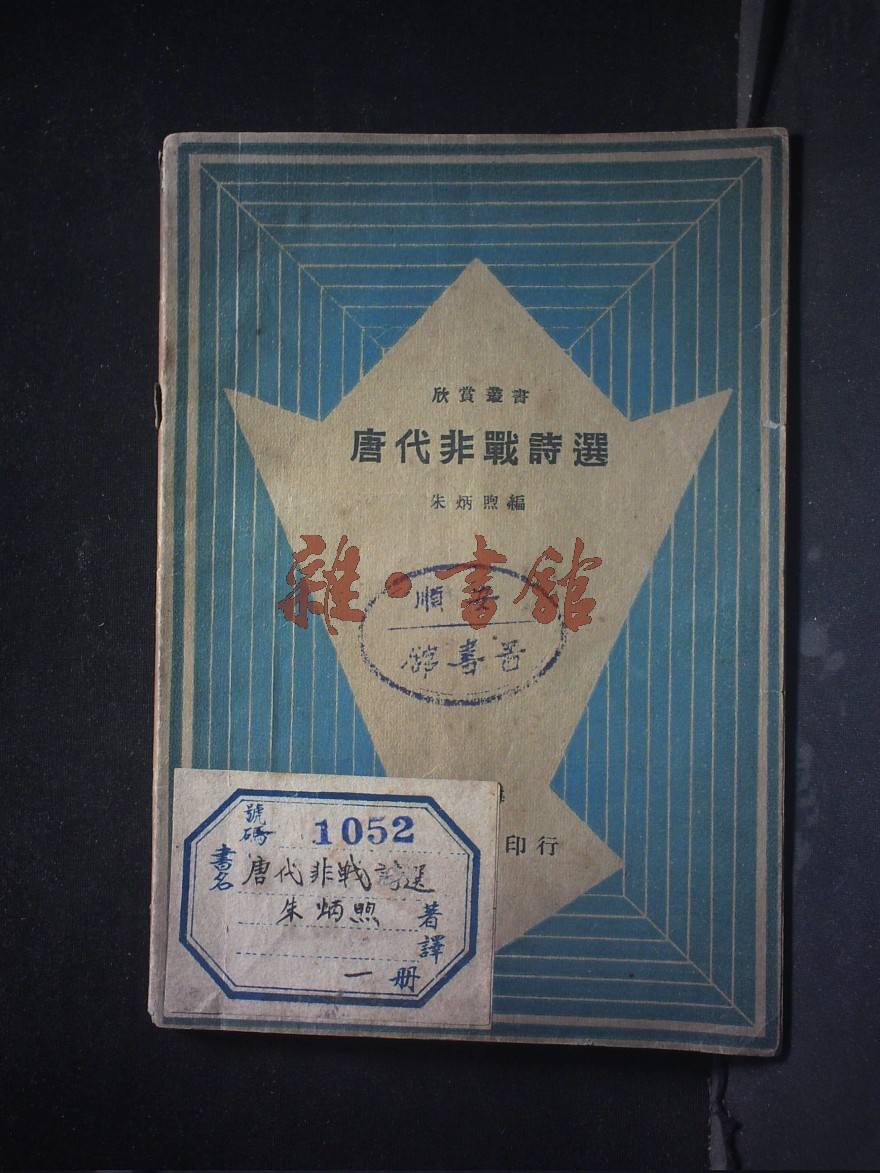 欣賞叢書
唐代非戰詩選
朱炳煦編
雜·書館
順
書館
印行
號碼 1052
書名 唐代非戰詩選
朱炳煦 著譯
一册